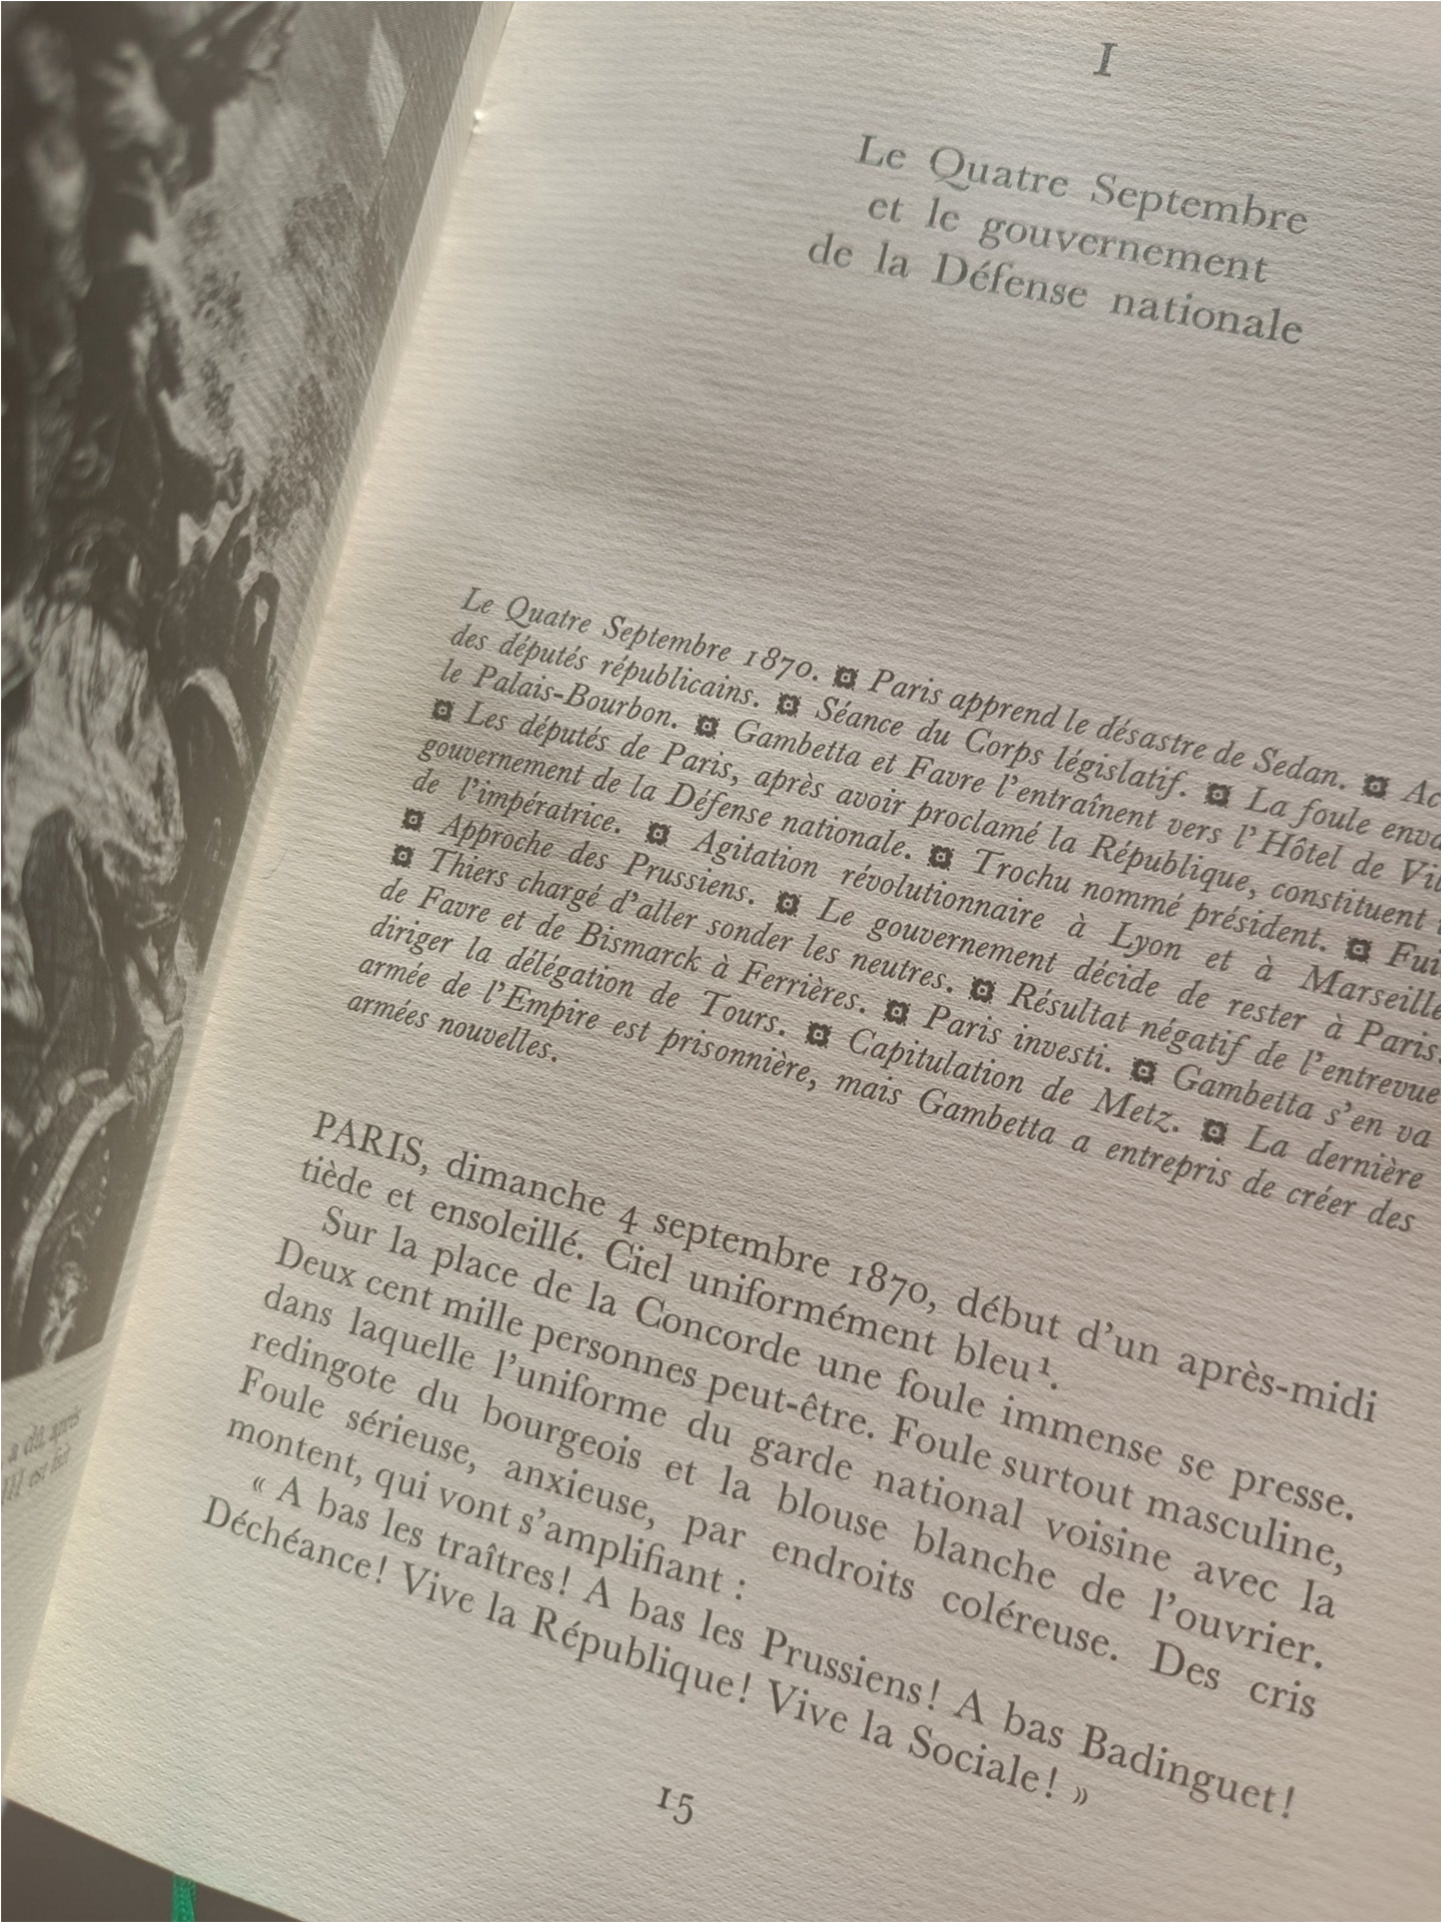 I
Le Quatre Septembre
et le gouvernement
de la Défense nationale
Le Quatre Septembre 1870. ◘ Paris apprend le désastre de Sedan. ◘
des députés républicains. ◘ Séance du Corps législatif. ◘ La foule
le Palais-Bourbon. ◘ Gambetta et Favre l'entraînent vers l'Hôtel de
◘ Les députés de Paris, après avoir proclamé la République, constituent
gouvernement de la Défense nationale. ◘ Trochu nommé président. ◘
de l'impératrice. ◘ Agitation révolutionnaire à Lyon et à Marseille
◘ Approche des Prussiens. ◘ Le gouvernement décide de rester à Paris.
◘ Thiers chargé d'aller sonder les neutres. ◘ Résultat négatif de l'entrevue
de Favre et de Bismarck à Ferrières. ◘ Paris investi. ◘ Gambetta s'en va
diriger la délégation de Tours. ◘ Capitulation de Metz. ◘ La dernière
armée de l'Empire est prisonnière, mais Gambetta a entrepris de créer des
armées nouvelles.
PARIS, dimanche 4 septembre 1870, début d'un après-midi
tiède et ensoleillé. Ciel uniformément bleu¹.
Sur la place de la Concorde une foule immense se presse.
Deux cent mille personnes peut-être. Foule surtout masculine,
dans laquelle l'uniforme du garde national voisine avec la
redingote du bourgeois et la blouse blanche de l'ouvrier.
Foule sérieuse, anxieuse, par endroits coléreuse. Des cris
montent, qui vont s'amplifiant :
« A bas les traîtres! A bas les Prussiens! A bas Badinguet!
Déchéance! Vive la République! Vive la Sociale! »
15